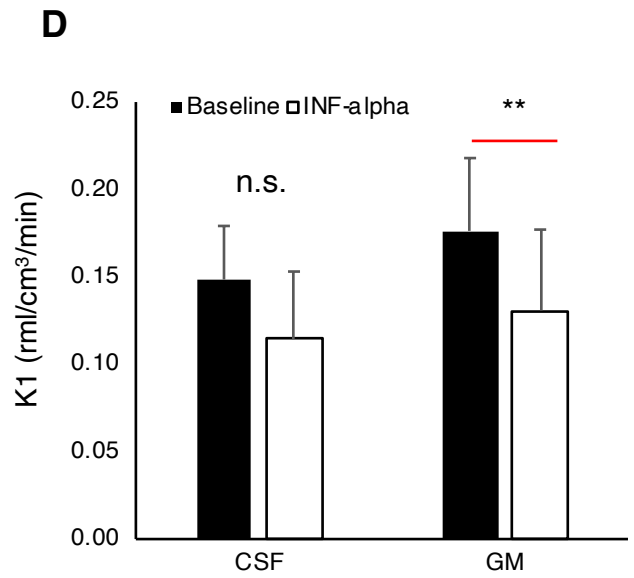 D
Baseline INF-alpha
**
n.s.
K1 (rml/cm³/min)
0.25
0.20
0.15
0.10
0.05
0.00
CSF GM